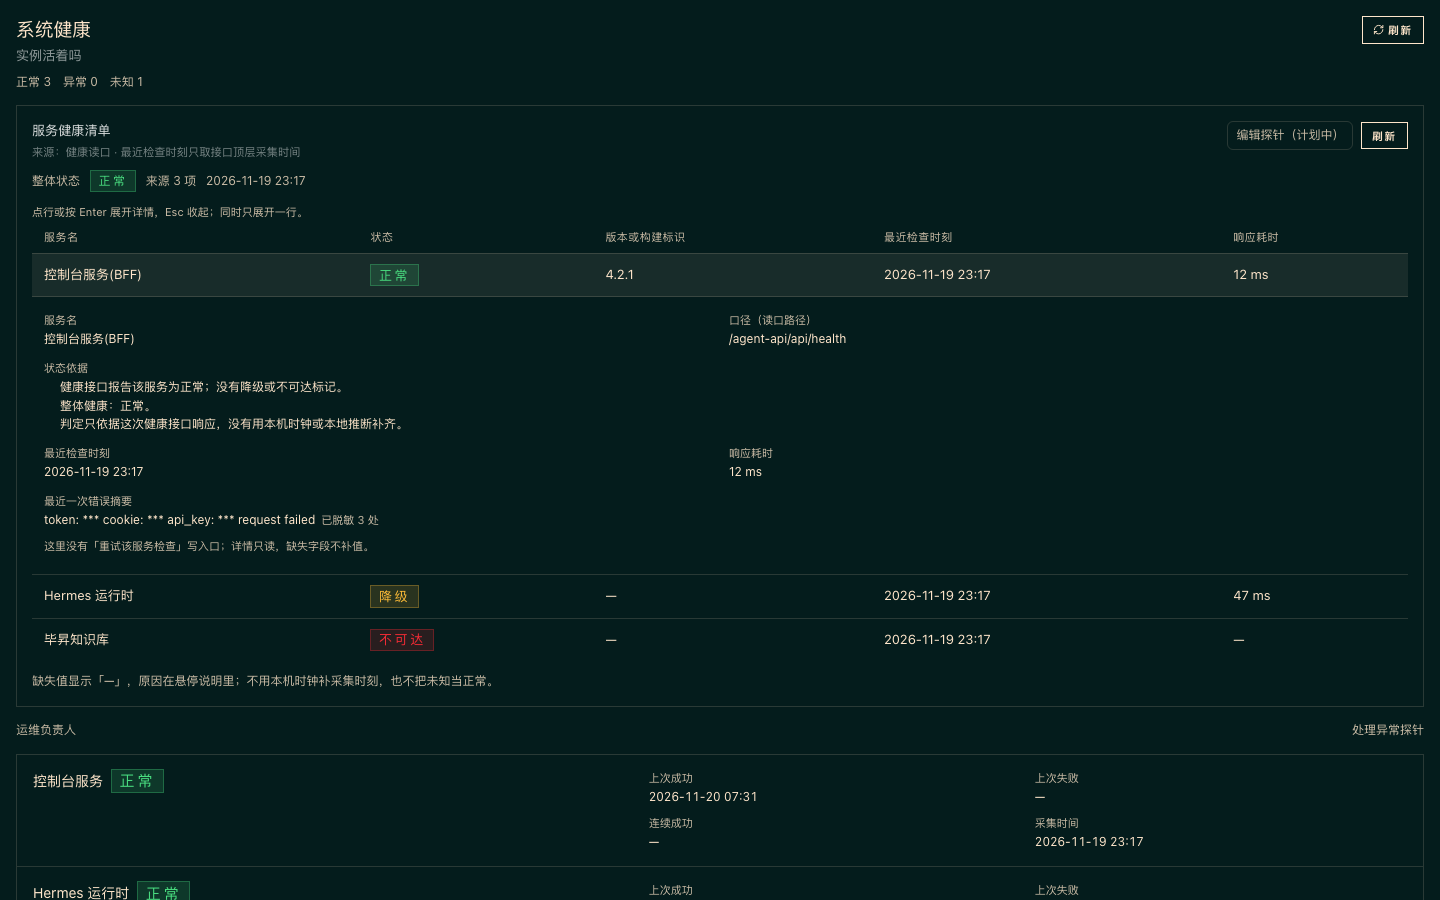 系统健康
刷新
实例活着吗
正常 3 异常 0 未知 1
服务健康清单
编辑探针（计划中）
刷新
来源：健康读口 · 最近检查时刻只取接口顶层采集时间
整体状态 正常 来源 3 项 2026-11-19 23:17
点行或按 Enter 展开详情，Esc 收起；同时只展开一行。
服务名 状态 版本或构建标识 最近检查时刻 响应耗时
控制台服务(BFF) 正常 4.2.1 2026-11-19 23:17 12 ms
服务名 口径（读口路径）
控制台服务(BFF) /agent-api/api/health
状态依据
健康接口报告该服务为正常；没有降级或不可达标记。
整体健康：正常。
判定只依据这次健康接口响应，没有用本机时钟或本地推断补齐。
最近检查时刻 响应耗时
2026-11-19 23:17 12 ms
最近一次错误摘要
token: *** cookie: *** api_key: *** request failed 已脱敏 3 处
这里没有「重试该服务检查」写入口；详情只读，缺失字段不补值。
Hermes 运行时 降级 — 2026-11-19 23:17 47 ms
毕昇知识库 不可达 — 2026-11-19 23:17 —
缺失值显示「—」，原因在悬停说明里；不用本机时钟补采集时刻，也不把未知当正常。
运维负责人 处理异常探针
控制台服务 正常 上次成功 上次失败
2026-11-20 07:31 —
连续成功 采集时间
— 2026-11-19 23:17
Hermes 运行时 正常 上次成功 上次失败